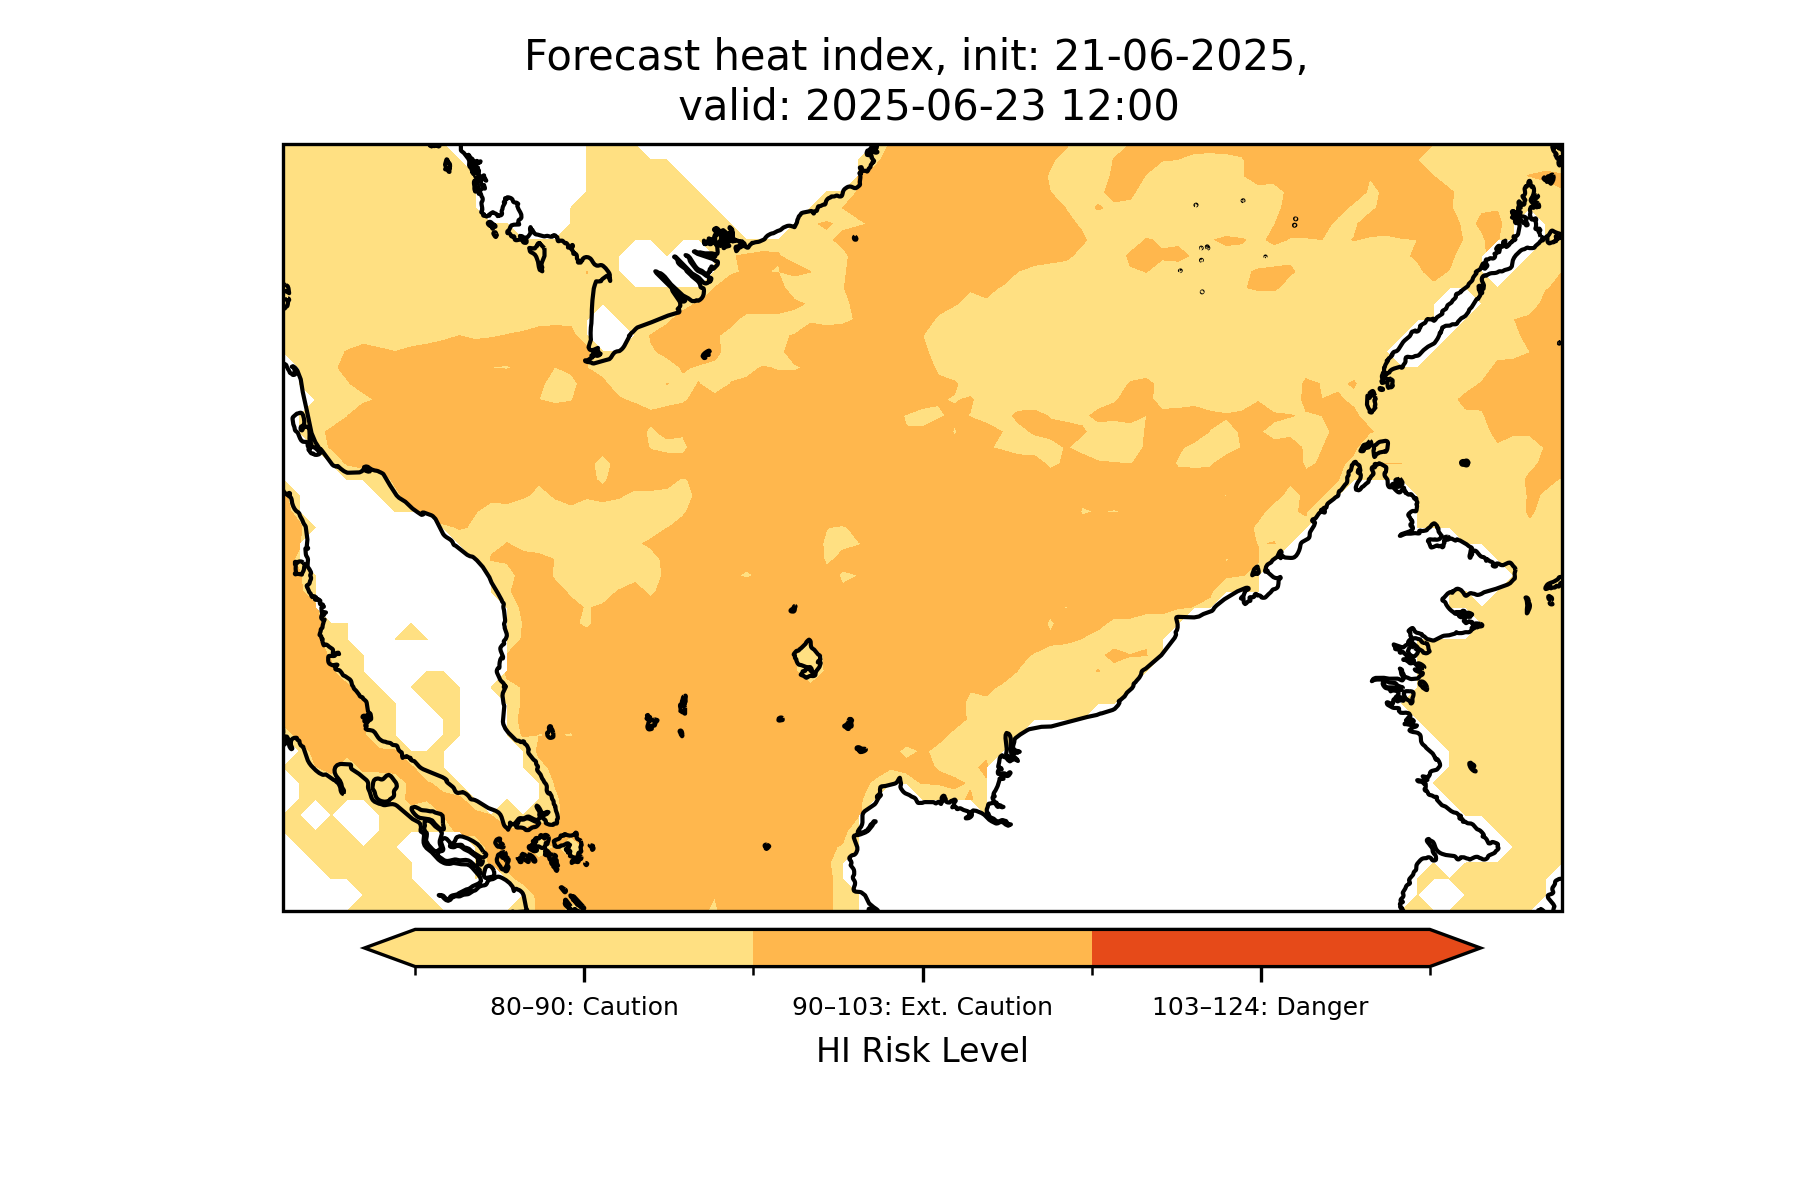 Forecast heat index, init: 21-06-2025,
valid: 2025-06-23 12:00
80–90: Caution
90–103: Ext. Caution
103–124: Danger
HI Risk Level